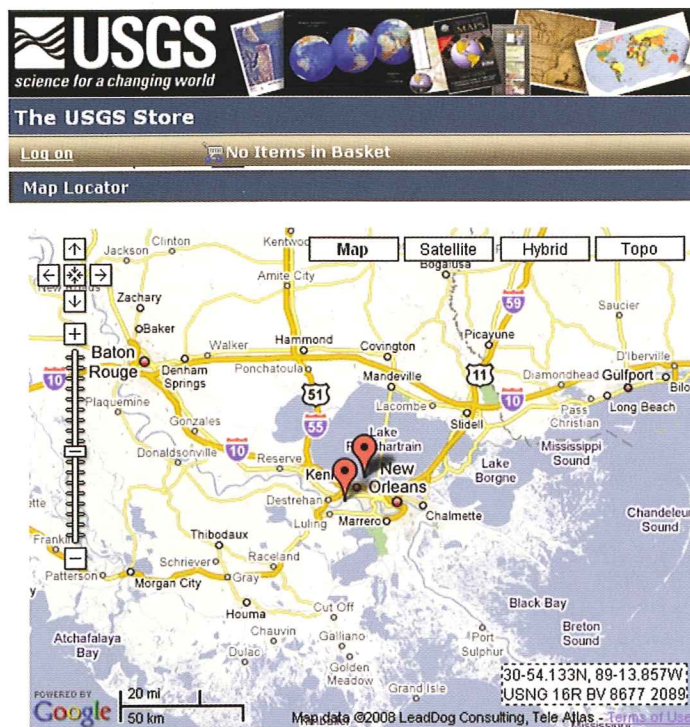 USGS
science for a changing world
MAPS
The USGS Store
Log on
No Items in Basket
Map Locator
Map
Satellite
Hybrid
Topo
Jackson
Clinton
Amite City
Bogalusa
59
Zachary
Saucier
Baker
Picayune
Baton
Rouge
Walker
Hammond
Covington
D'Iberville
Denham
Springs
Ponchatoula
Mandeville
11
Diamondhead
Gulfport
10
51
Lacombe
10
Pass
Christian
Long Beach
Plaquemine
Slidell
Gonzales
55
Lake
Mississippi
Sound
Donaldsonville
10
Reserve
New
Orleans
Lake
Borgne
Destrehan
Luling
Marrero
Chalmette
Chandeleur
Sound
Thibodaux
Schriever
Raceland
Gray
Patterson
Morgan City
Houma
Cut Off
Black Bay
Chauvin
Galliano
Port
Sulphur
Breton
Sound
Atchafalaya
Bay
Dulac
Golden
Meadow
Grand Isle
30-54.133N, 89-13.857W
USNG 16R BV 8677 2089
POWERED BY
Google
20 mi
50 km
Map data ©2008 LeadDog Consulting, Tele Atlas - Terms of Use